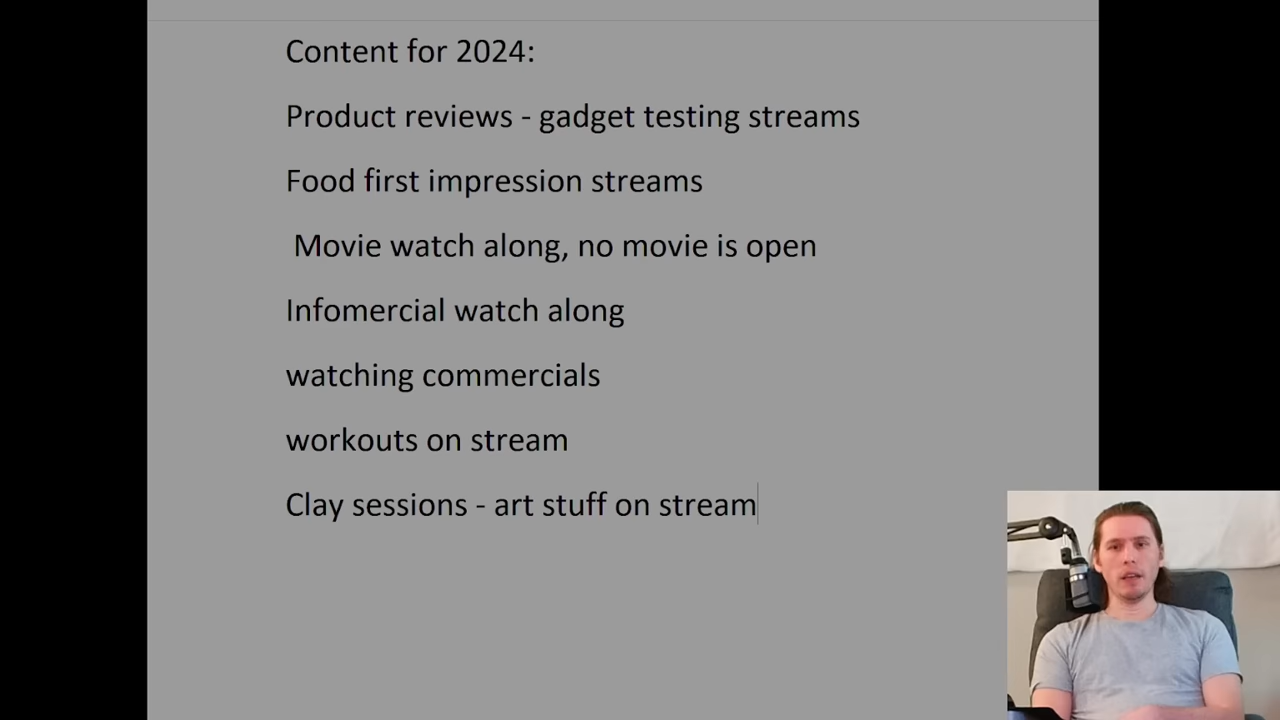 Content for 2024:
Product reviews - gadget testing streams
Food first impression streams
Movie watch along, no movie is open
Infomercial watch along
watching commercials
workouts on stream
Clay sessions - art stuff on stream